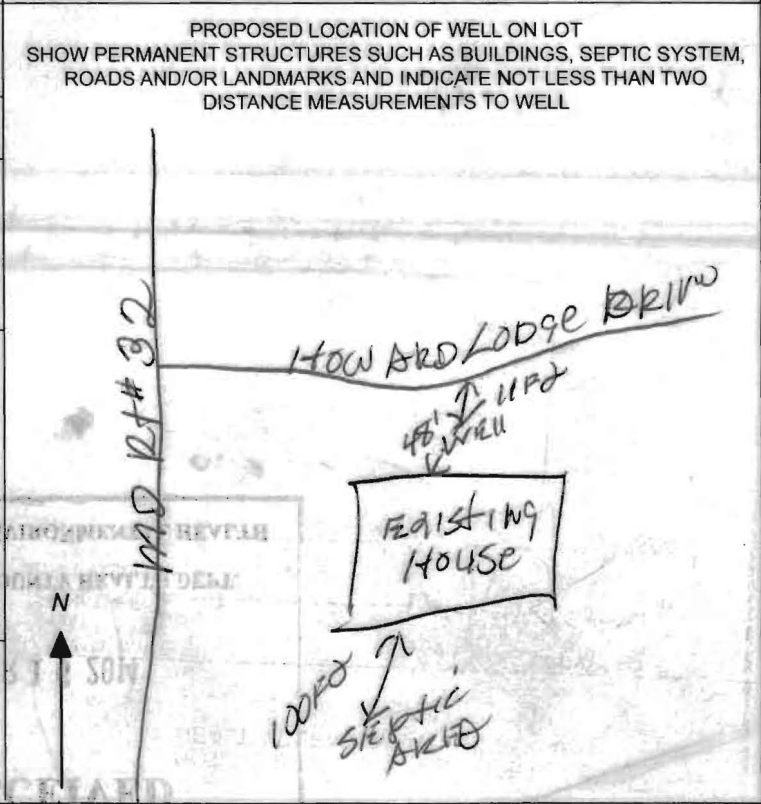 PROPOSED LOCATION OF WELL ON LOT
SHOW PERMANENT STRUCTURES SUCH AS BUILDINGS, SEPTIC SYSTEM,
ROADS AND/OR LANDMARKS AND INDICATE NOT LESS THAN TWO
DISTANCE MEASUREMENTS TO WELL
HOWARD LODGE DRIVE
MD Rt# 32
11 Ft
48'
WELL
EXISTING
HOUSE
N
100 Ft
SEPTIC
AREA